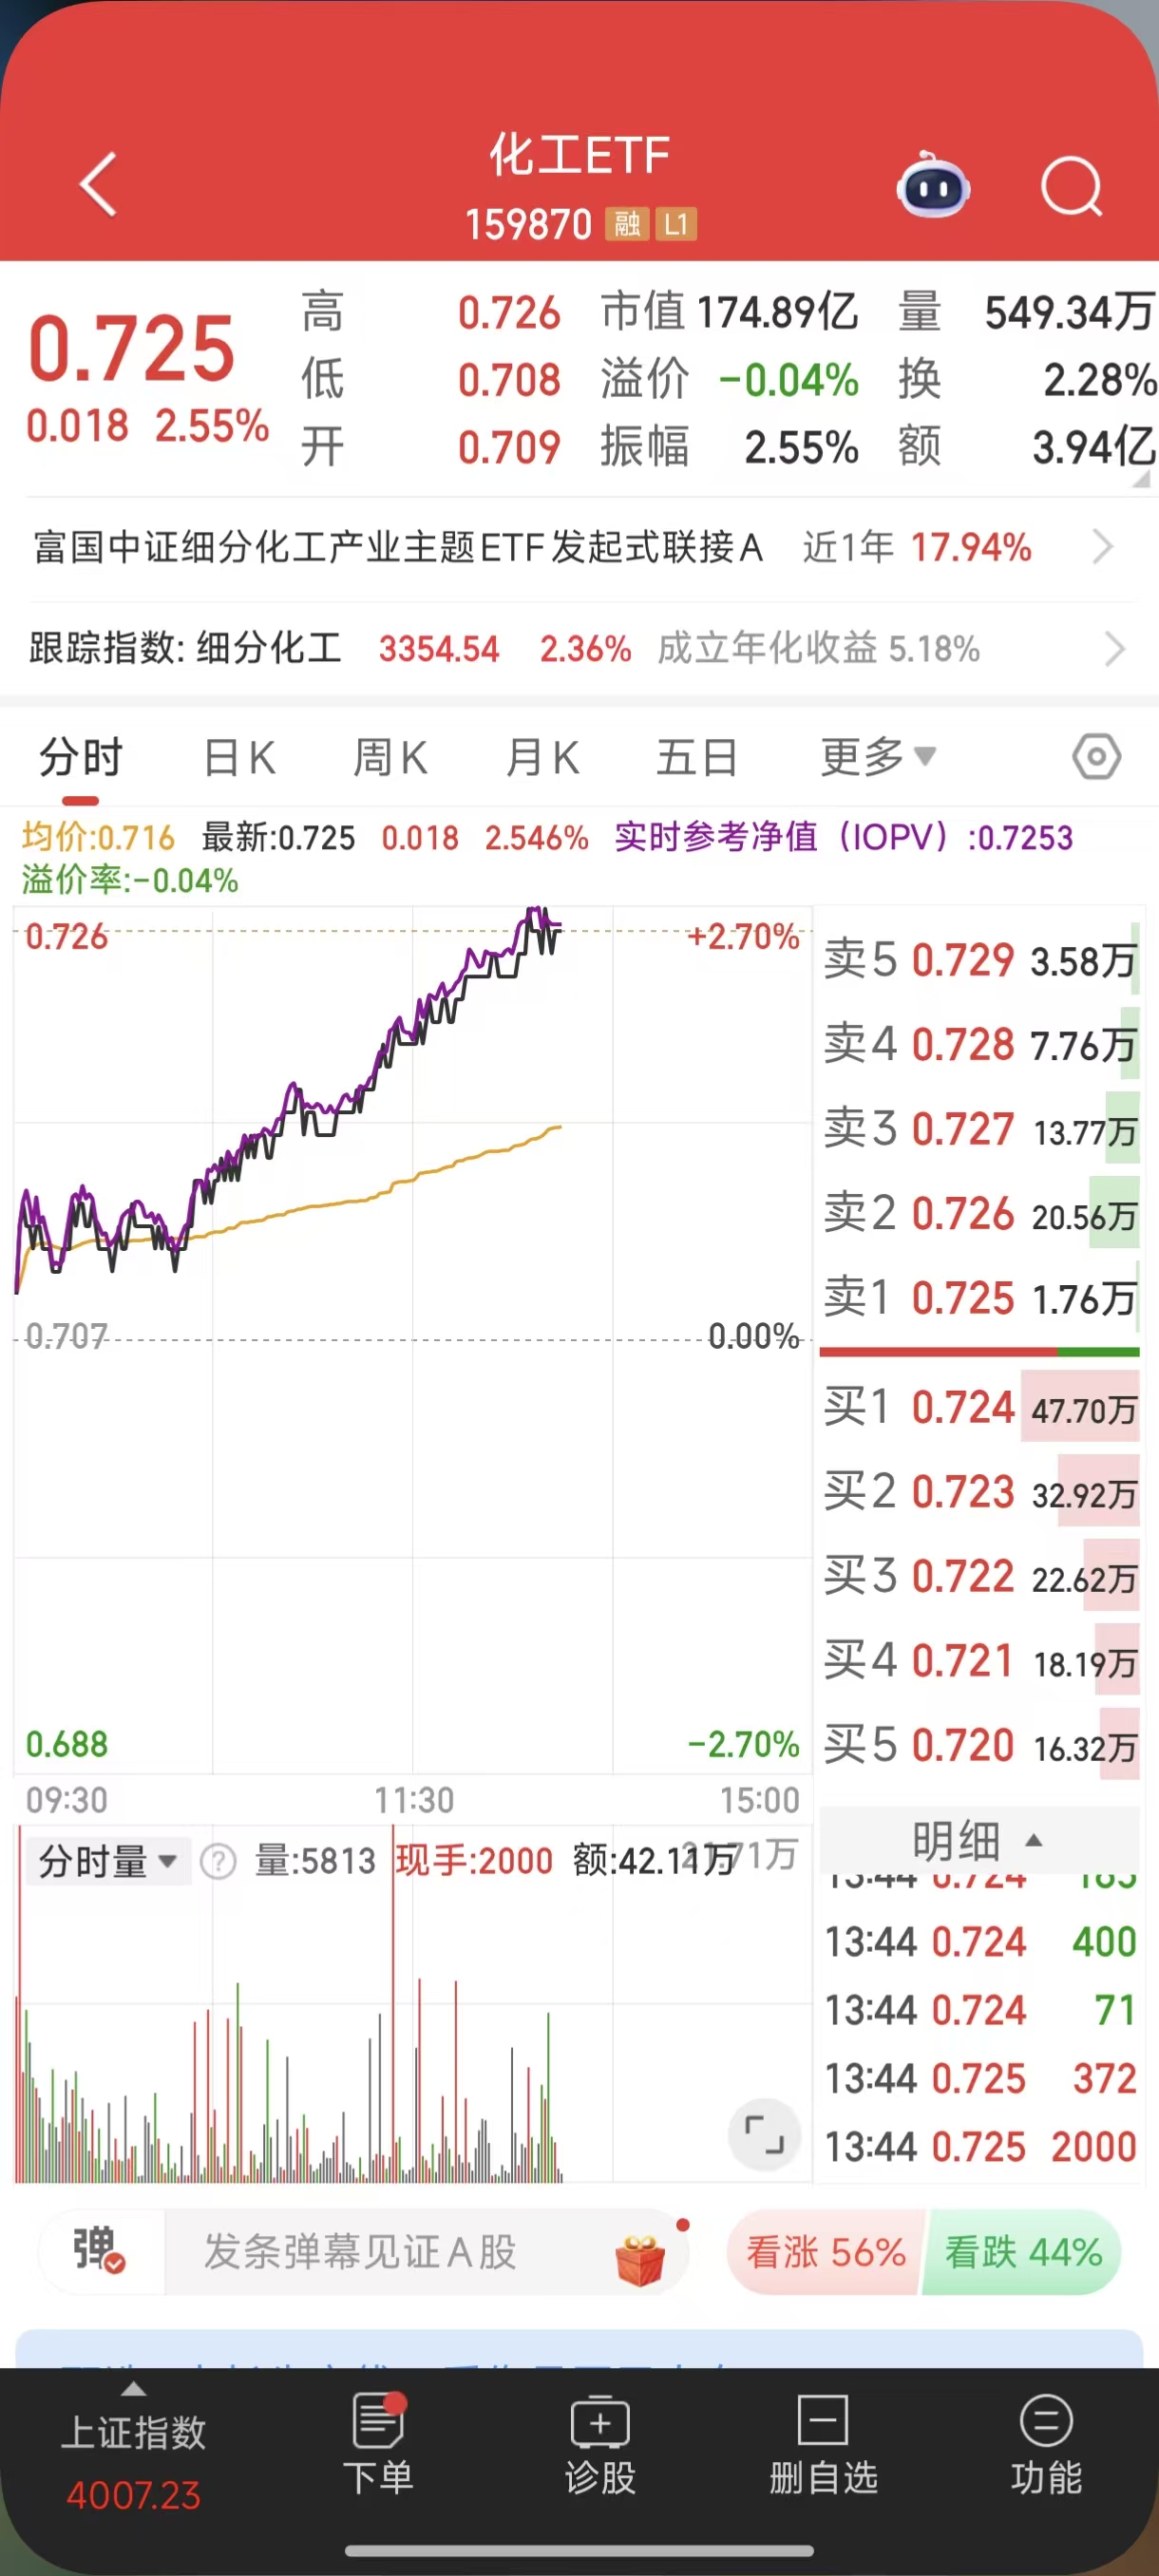 化工ETF
159870 融 L1
0.725
0.018 2.55%
高 0.726 市值 174.89亿 量 549.34万
低 0.708 溢价 -0.04% 换 2.28%
开 0.709 振幅 2.55% 额 3.94亿
富国中证细分化工产业主题ETF发起式联接A 近1年 17.94%
跟踪指数: 细分化工 3354.54 2.36% 成立年化收益 5.18%
分时 日K 周K 月K 五日 更多
均价:0.716 最新:0.725 0.018 2.546% 实时参考净值（IOPV）:0.7253
溢价率:-0.04%
0.726 +2.70%
0.707 0.00%
0.688 -2.70%
09:30 11:30 15:00
卖5 0.729 3.58万
卖4 0.728 7.76万
卖3 0.727 13.77万
卖2 0.726 20.56万
卖1 0.725 1.76万
买1 0.724 47.70万
买2 0.723 32.92万
买3 0.722 22.62万
买4 0.721 18.19万
买5 0.720 16.32万
分时量 ? 量:5813 现手:2000 额:42.11万
明细
13:44 0.724
13:44 0.724 400
13:44 0.724 71
13:44 0.725 372
13:44 0.725 2000
弹 发条弹幕见证A股 看涨 56% 看跌 44%
上证指数 下单 诊股 删自选 功能
4007.23